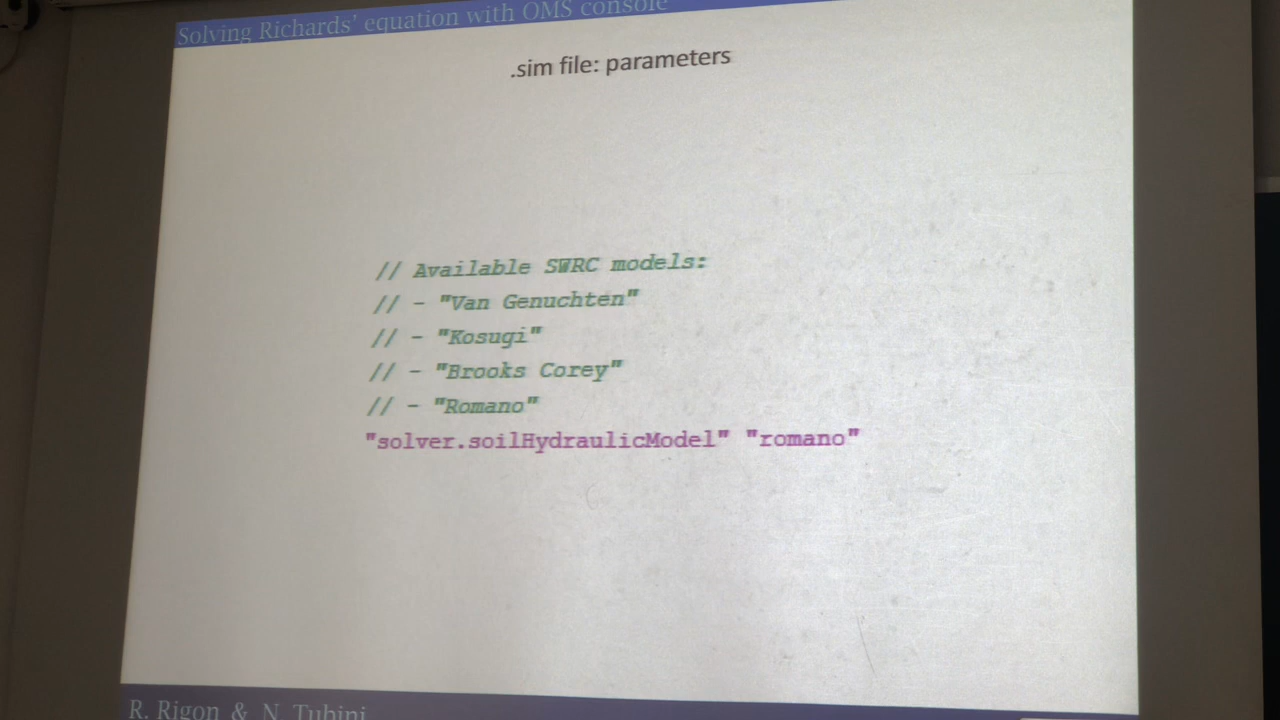 Solving Richards' equation with OMS console
.sim file: parameters
// Available SWRC models:
// - "Van Genuchten"
// - "Kosugi"
// - "Brooks Corey"
// - "Romano"
"solver.soilHydraulicModel" "romano"
R. Rigon & N. Tubini